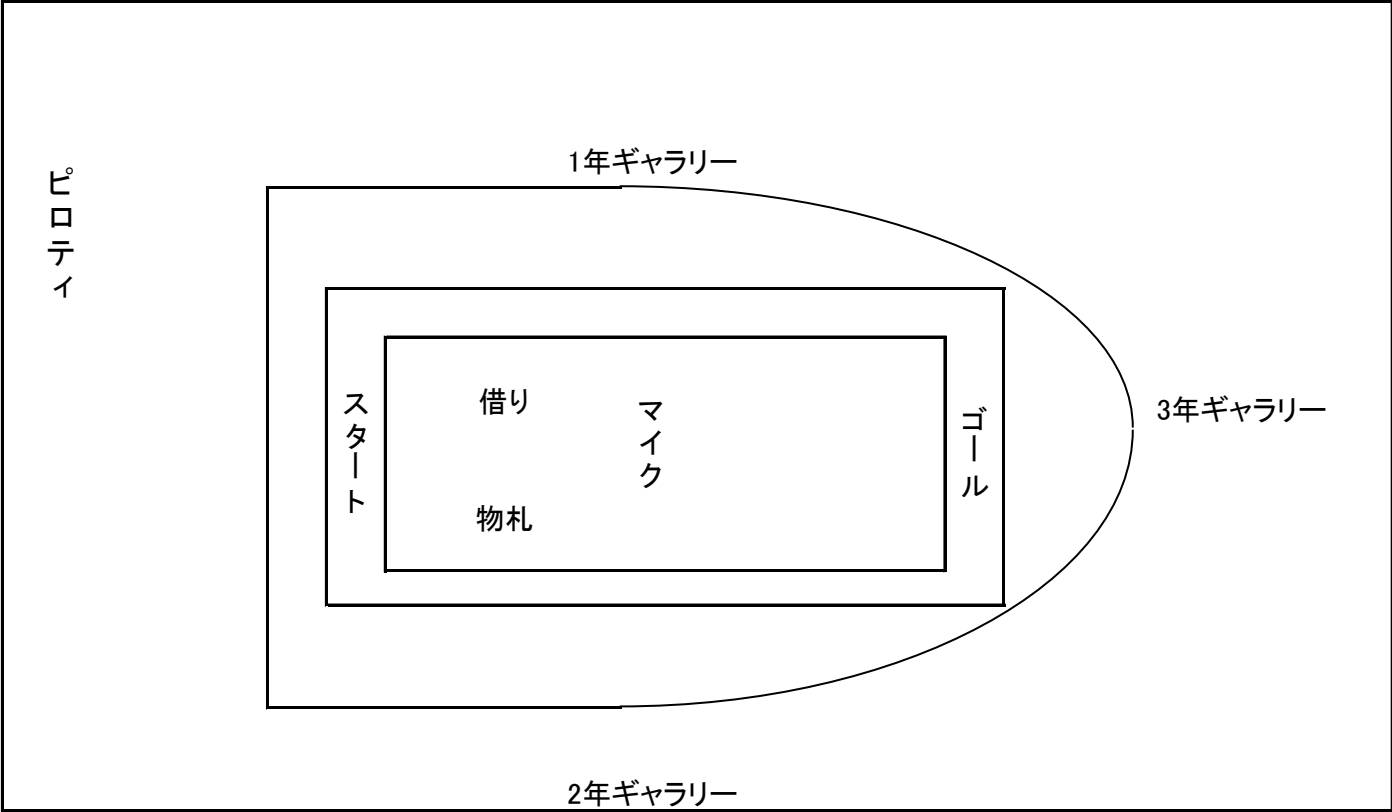 1年ギャラリー
ピロティ
スタート
借り
物札
マイク
ゴール
3年ギャラリー
2年ギャラリー